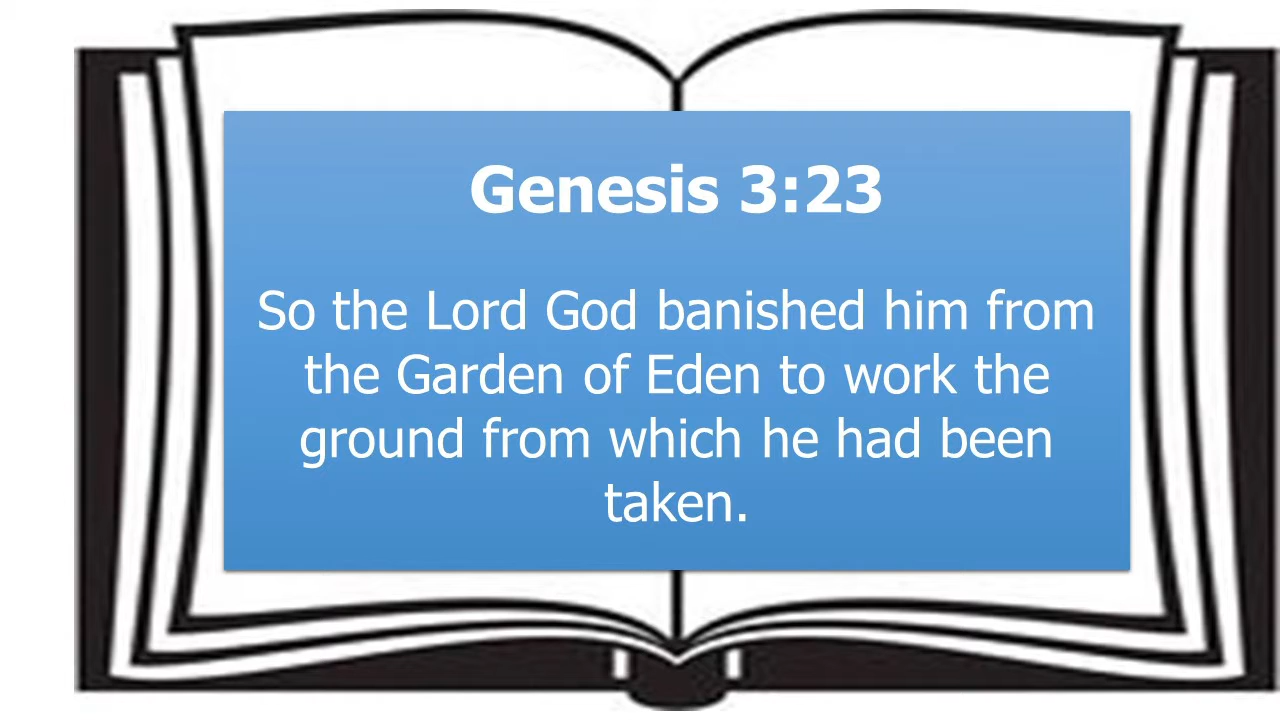 Genesis 3:23
So the Lord God banished him from
the Garden of Eden to work the
ground from which he had been
taken.